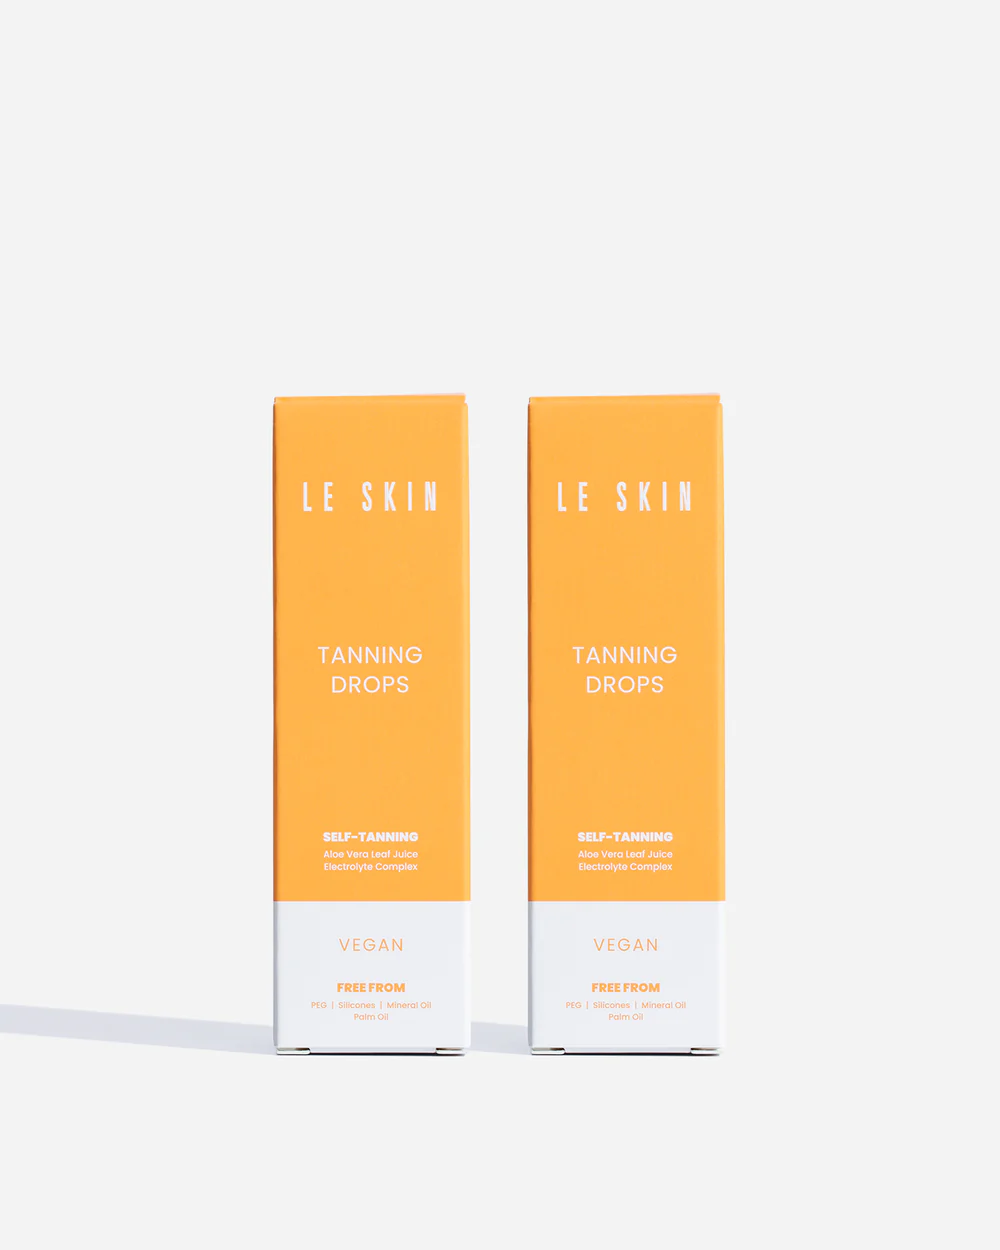 LE SKIN
TANNING
DROPS
SELF-TANNING
Aloe Vera Leaf Juice
Electrolyte Complex
VEGAN
FREE FROM
PEG | Silicones | Mineral Oil
Palm Oil
LE SKIN
TANNING
DROPS
SELF-TANNING
Aloe Vera Leaf Juice
Electrolyte Complex
VEGAN
FREE FROM
PEG | Silicones | Mineral Oil
Palm Oil